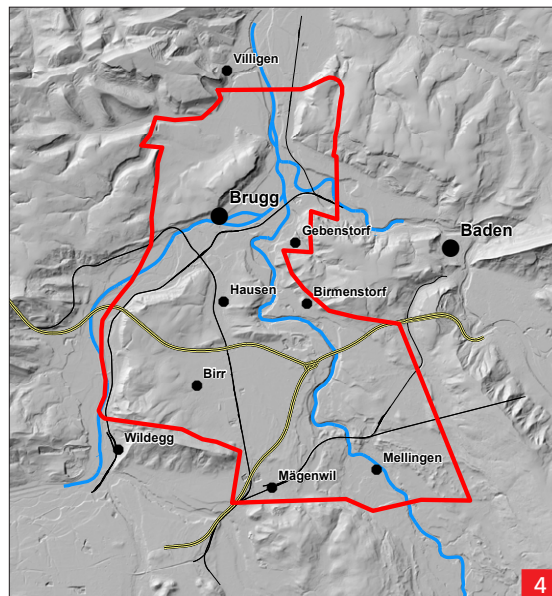 Villigen
Brugg
Baden
Gebenstorf
Hausen
Birmenstorf
Birr
Wildegg
Mellingen
Mägenwil
4